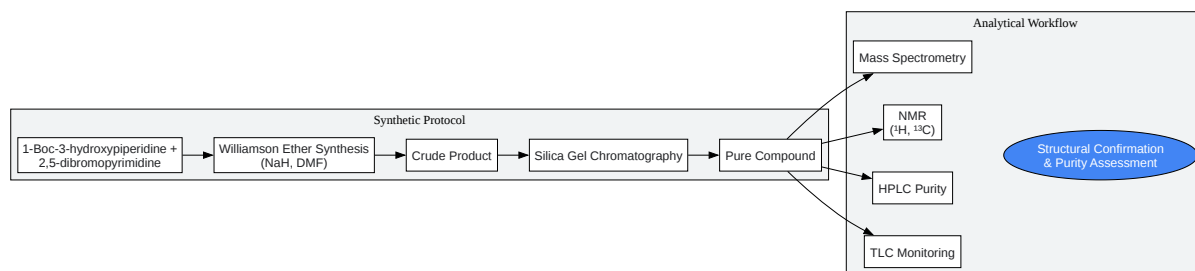 Analytical Workflow
Mass Spectrometry
Synthetic Protocol
1-Boc-3-hydroxypiperidine +
2,5-dibromopyrimidine
Williamson Ether Synthesis
(NaH, DMF)
Crude Product
Silica Gel Chromatography
Pure Compound
NMR
(¹H, ¹³C)
HPLC Purity
TLC Monitoring
Structural Confirmation
& Purity Assessment